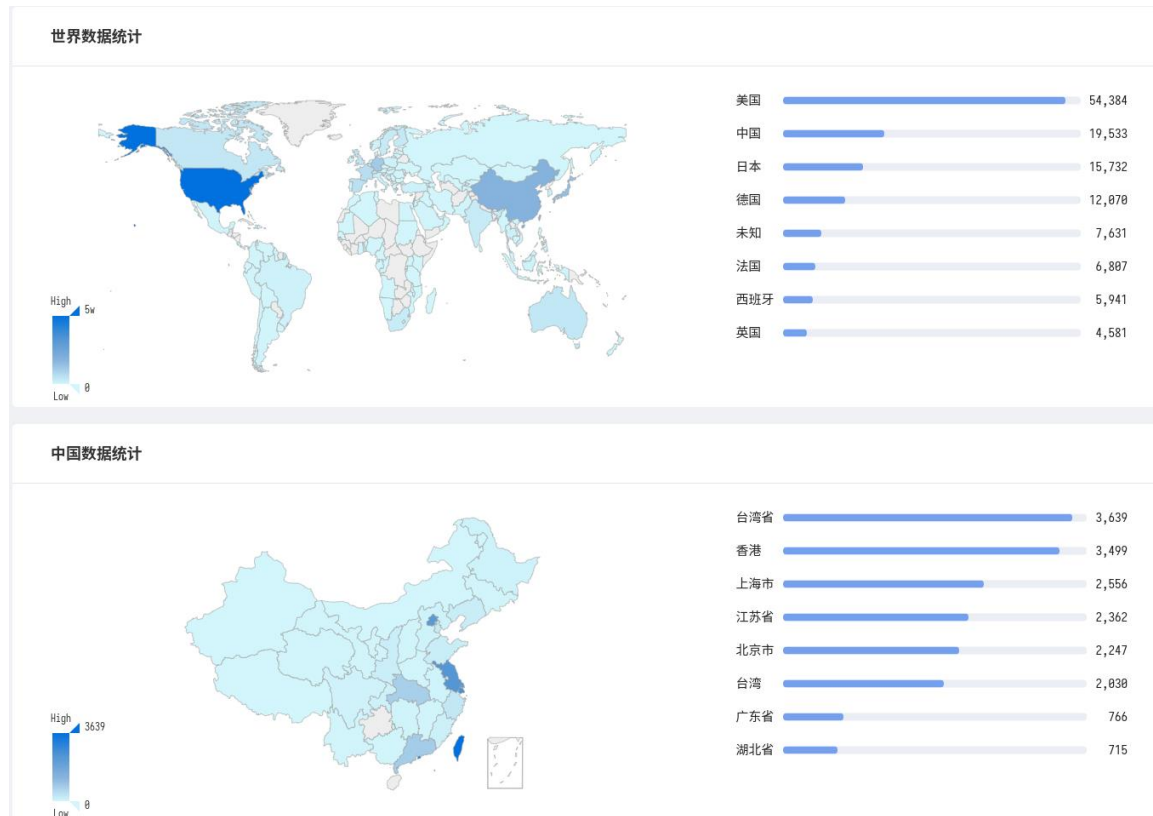 世界数据统计
美国 54,384
中国 19,533
日本 15,732
德国 12,070
未知 7,631
法国 6,807
西班牙 5,941
英国 4,581
High
5w
0
Low
中国数据统计
台湾省 3,639
香港 3,499
上海市 2,556
江苏省 2,362
北京市 2,247
台湾 2,030
广东省 766
湖北省 715
High
3639
0
Low